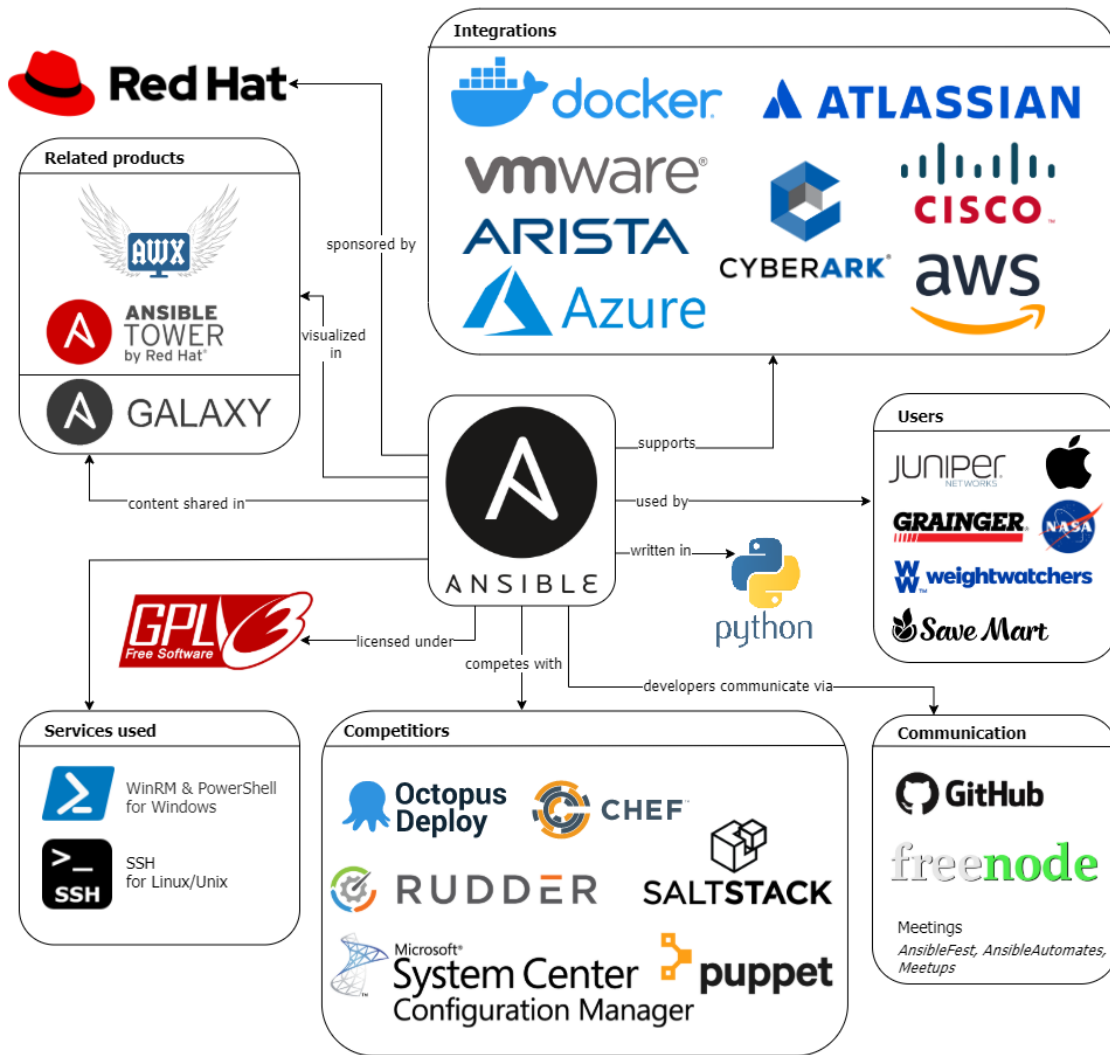 Integrations
docker
ATLASSIAN
vmware®
CISCO™
ARISTA
CYBERARK®
aws
Azure
Red Hat
Related products
AWX
ANSIBLE
TOWER
by Red Hat®
GALAXY
sponsored by
visualized
in
content shared in
supports
used by
written in
ANSIBLE
python
Users
JUNIPER
NETWORKS
GRAINGER®
NASA
WW™ weightwatchers
Save Mart
GPLV3
Free Software
licensed under
competes with
developers communicate via
Services used
>_
WinRM & PowerShell
for Windows
>_
SSH
SSH
for Linux/Unix
Competitiors
Octopus
Deploy
CHEF™
RUDDER
SALTSTACK
Microsoft®
System Center
Configuration Manager
puppet
Communication
GitHub
freenode
Meetings
AnsibleFest, AnsibleAutomates,
Meetups